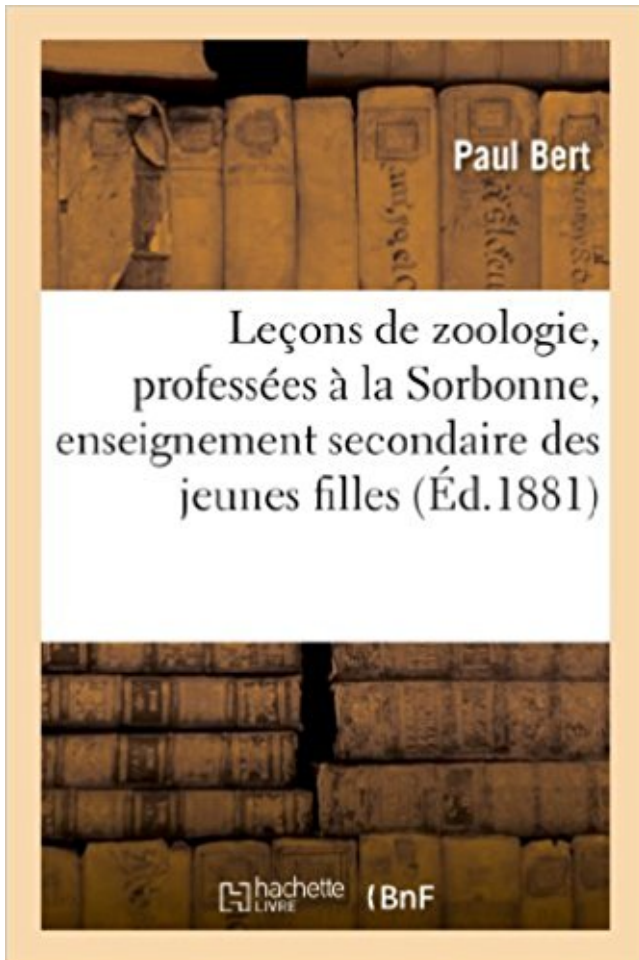 Paul Bert
Leçons de zoologie,
professées à la Sorbonne,
enseignement secondaire des
jeunes filles (Éd.1881)
hachette
LIVRE
(BnF